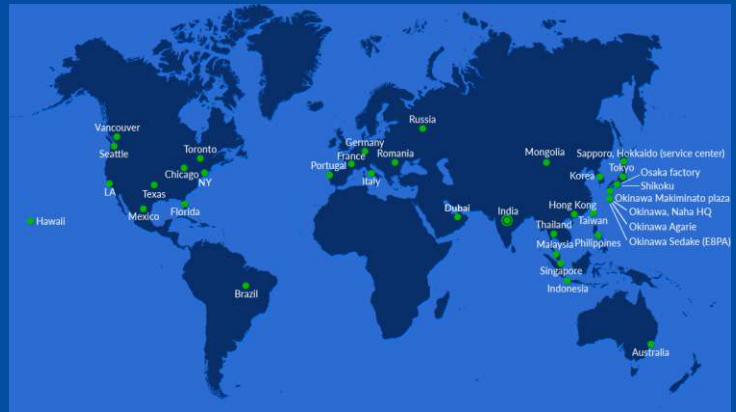 Vancouver
Seattle
Toronto
Chicago
NY
LA
Texas
Mexico
Florida
Hawaii
Brazil
Russia
Germany
France
Romania
Portugal
Italy
Dubai
India
Mongolia
Sapporo, Hokkaido (service center)
Tokyo
Osaka factory
Korea
Shikoku
Okinawa Makiminato plaza
Hong Kong
Okinawa, Naha HQ
Taiwan
Thailand
Okinawa Agarie
Malaysia
Philippines
Okinawa Sedake (E8PA)
Singapore
Indonesia
Australia